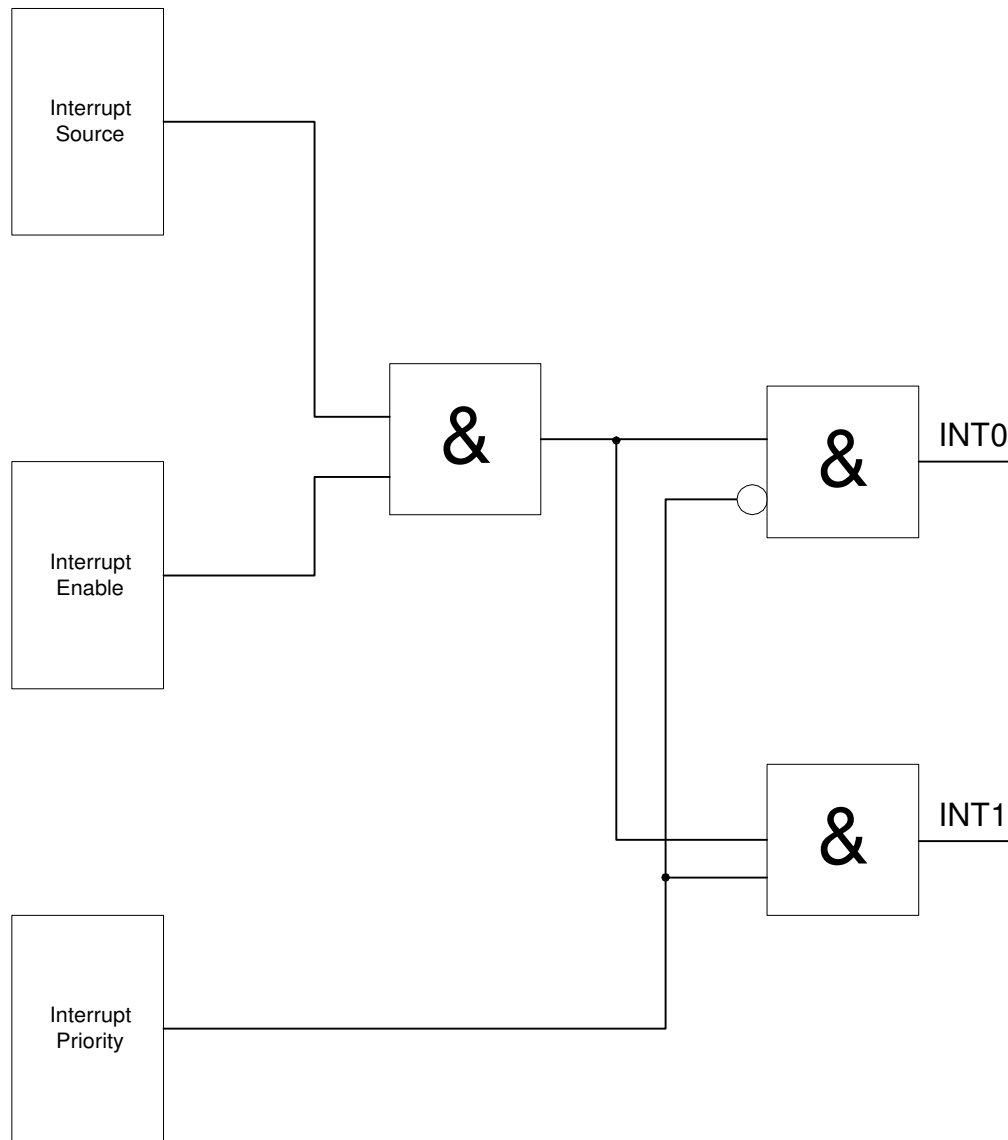 Interrupt
Source
&
&
INT0
Interrupt
Enable
&
INT1
Interrupt
Priority